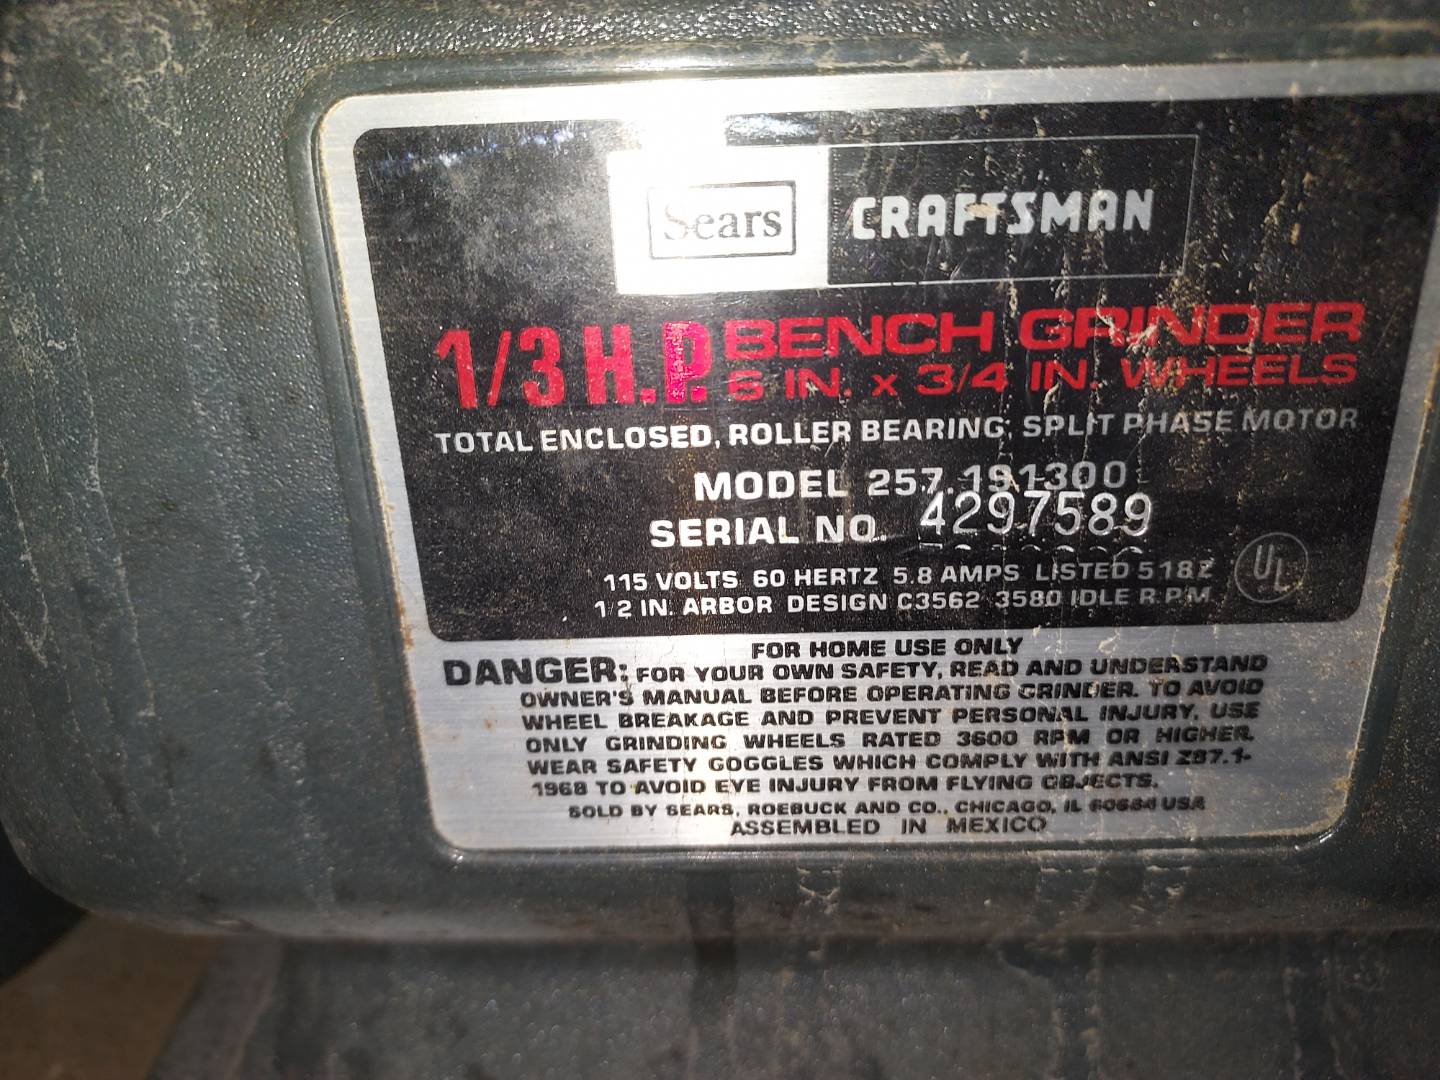 Sears CRAFTSMAN
1/3 H.P. BENCH GRINDER
6 IN. x 3/4 IN. WHEELS
TOTAL ENCLOSED, ROLLER BEARING, SPLIT PHASE MOTOR
MODEL 257.191300
SERIAL NO. 4297589
115 VOLTS 60 HERTZ 5.8 AMPS LISTED 518Z UL
1/2 IN. ARBOR DESIGN C3562 3580 IDLE R.P.M.
FOR HOME USE ONLY
DANGER: FOR YOUR OWN SAFETY, READ AND UNDERSTAND
OWNER'S MANUAL BEFORE OPERATING GRINDER. TO AVOID
WHEEL BREAKAGE AND PREVENT PERSONAL INJURY, USE
ONLY GRINDING WHEELS RATED 3600 RPM OR HIGHER.
WEAR SAFETY GOGGLES WHICH COMPLY WITH ANSI Z87.1-
1968 TO AVOID EYE INJURY FROM FLYING OBJECTS.
SOLD BY SEARS, ROEBUCK AND CO., CHICAGO, IL 60684 USA
ASSEMBLED IN MEXICO